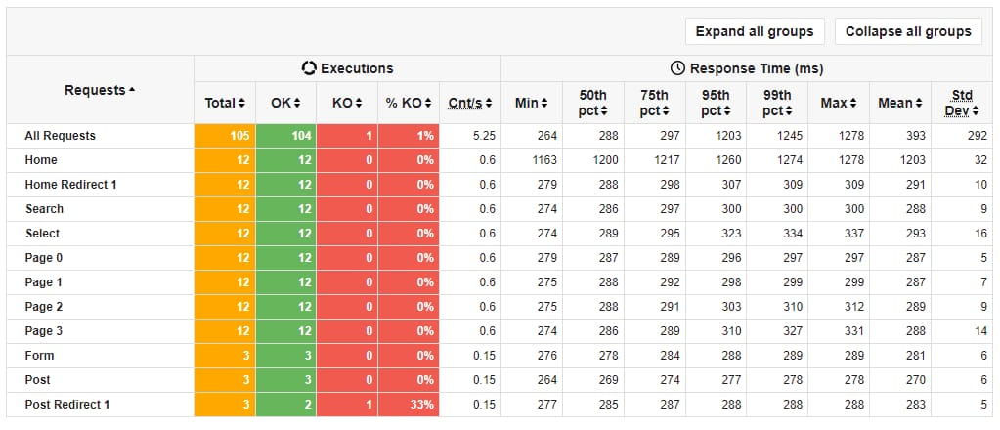 Expand all groups Collapse all groups
Requests Executions Response Time (ms)
Total OK KO % KO Cnt/s Min 50th pct 75th pct 95th pct 99th pct Max Mean Std Dev
All Requests 105 104 1 1% 5.25 264 288 297 1203 1245 1278 393 292
Home 12 12 0 0% 0.6 1163 1200 1217 1260 1274 1278 1203 32
Home Redirect 1 12 12 0 0% 0.6 279 288 298 307 309 309 291 10
Search 12 12 0 0% 0.6 274 286 297 300 300 300 288 9
Select 12 12 0 0% 0.6 274 289 295 323 334 337 293 16
Page 0 12 12 0 0% 0.6 279 287 289 296 297 297 287 5
Page 1 12 12 0 0% 0.6 275 288 292 298 299 299 287 7
Page 2 12 12 0 0% 0.6 275 288 291 303 310 312 289 9
Page 3 12 12 0 0% 0.6 274 286 289 310 327 331 288 14
Form 3 3 0 0% 0.15 276 278 284 288 289 289 281 6
Post 3 3 0 0% 0.15 264 269 274 277 278 278 270 6
Post Redirect 1 3 2 1 33% 0.15 277 285 287 288 288 288 283 5